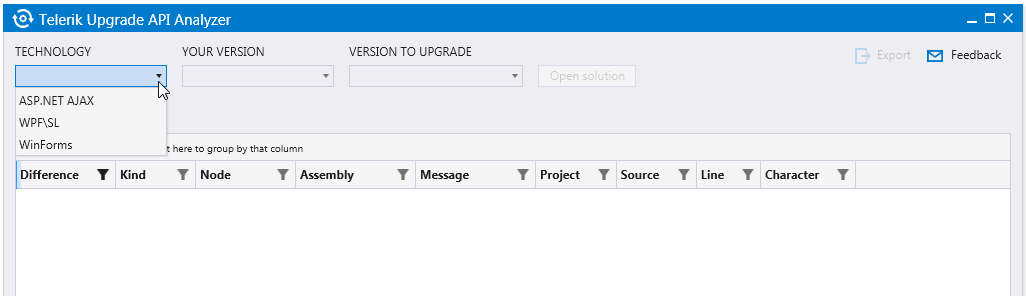 Telerik Upgrade API Analyzer
TECHNOLOGY YOUR VERSION VERSION TO UPGRADE Export Feedback
Open solution
ASP.NET AJAX
WPF\SL
WinForms
here to group by that column
Difference Kind Node Assembly Message Project Source Line Character